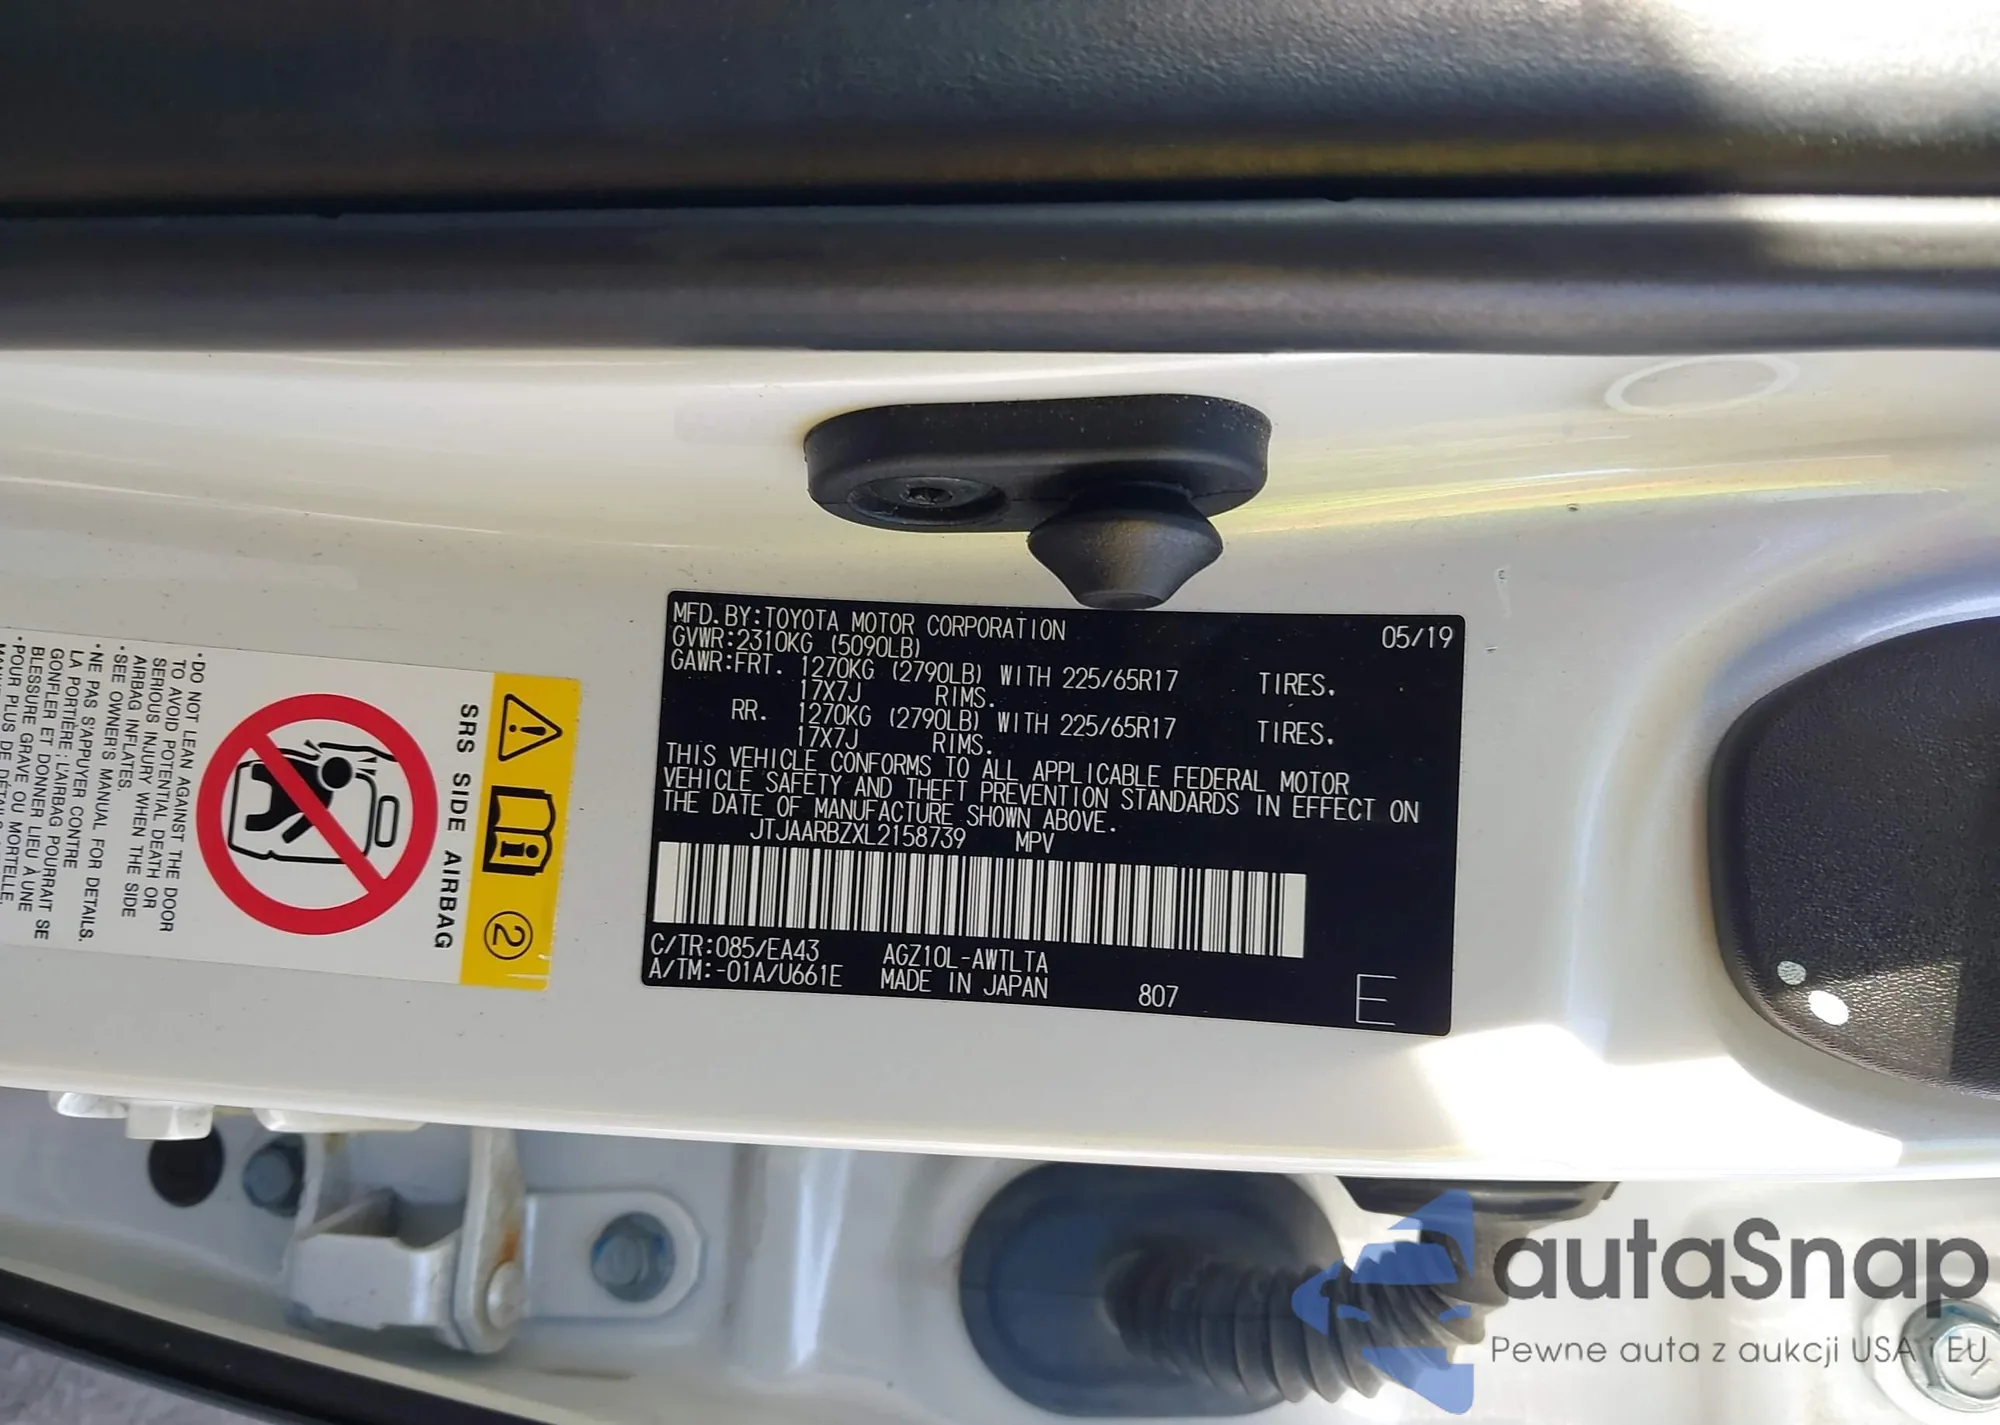 MFD. BY:TOYOTA MOTOR CORPORATION 05/19
GVWR:2310KG (5090LB)
GAWR:FRT. 1270KG (2790LB) WITH 225/65R17 TIRES.
17X7J RIMS.
RR. 1270KG (2790LB) WITH 225/65R17 TIRES.
17X7J RIMS.
THIS VEHICLE CONFORMS TO ALL APPLICABLE FEDERAL MOTOR
VEHICLE SAFETY AND THEFT PREVENTION STANDARDS IN EFFECT ON
THE DATE OF MANUFACTURE SHOWN ABOVE.
JTJAARBZXL2158739 MPV
C/TR:085/EA43 AGZ10L-AWTLTA
A/TM:-01A/U661E MADE IN JAPAN 807 E
2
SRS SIDE AIRBAG
•DO NOT LEAN AGAINST THE DOOR
TO AVOID POTENTIAL DEATH OR
SERIOUS INJURY WHEN THE SIDE
AIRBAG INFLATES.
•SEE OWNER'S MANUAL FOR DETAILS.
•NE PAS S'APPUYER CONTRE
LA PORTIÈRE : L'AIRBAG POURRAIT SE
GONFLER ET DONNER LIEU À UNE
BLESSURE GRAVE OU MORTELLE.
•POUR PLUS DE DÉTAILS
autaSnap
Pewne auta z aukcji USA i EU